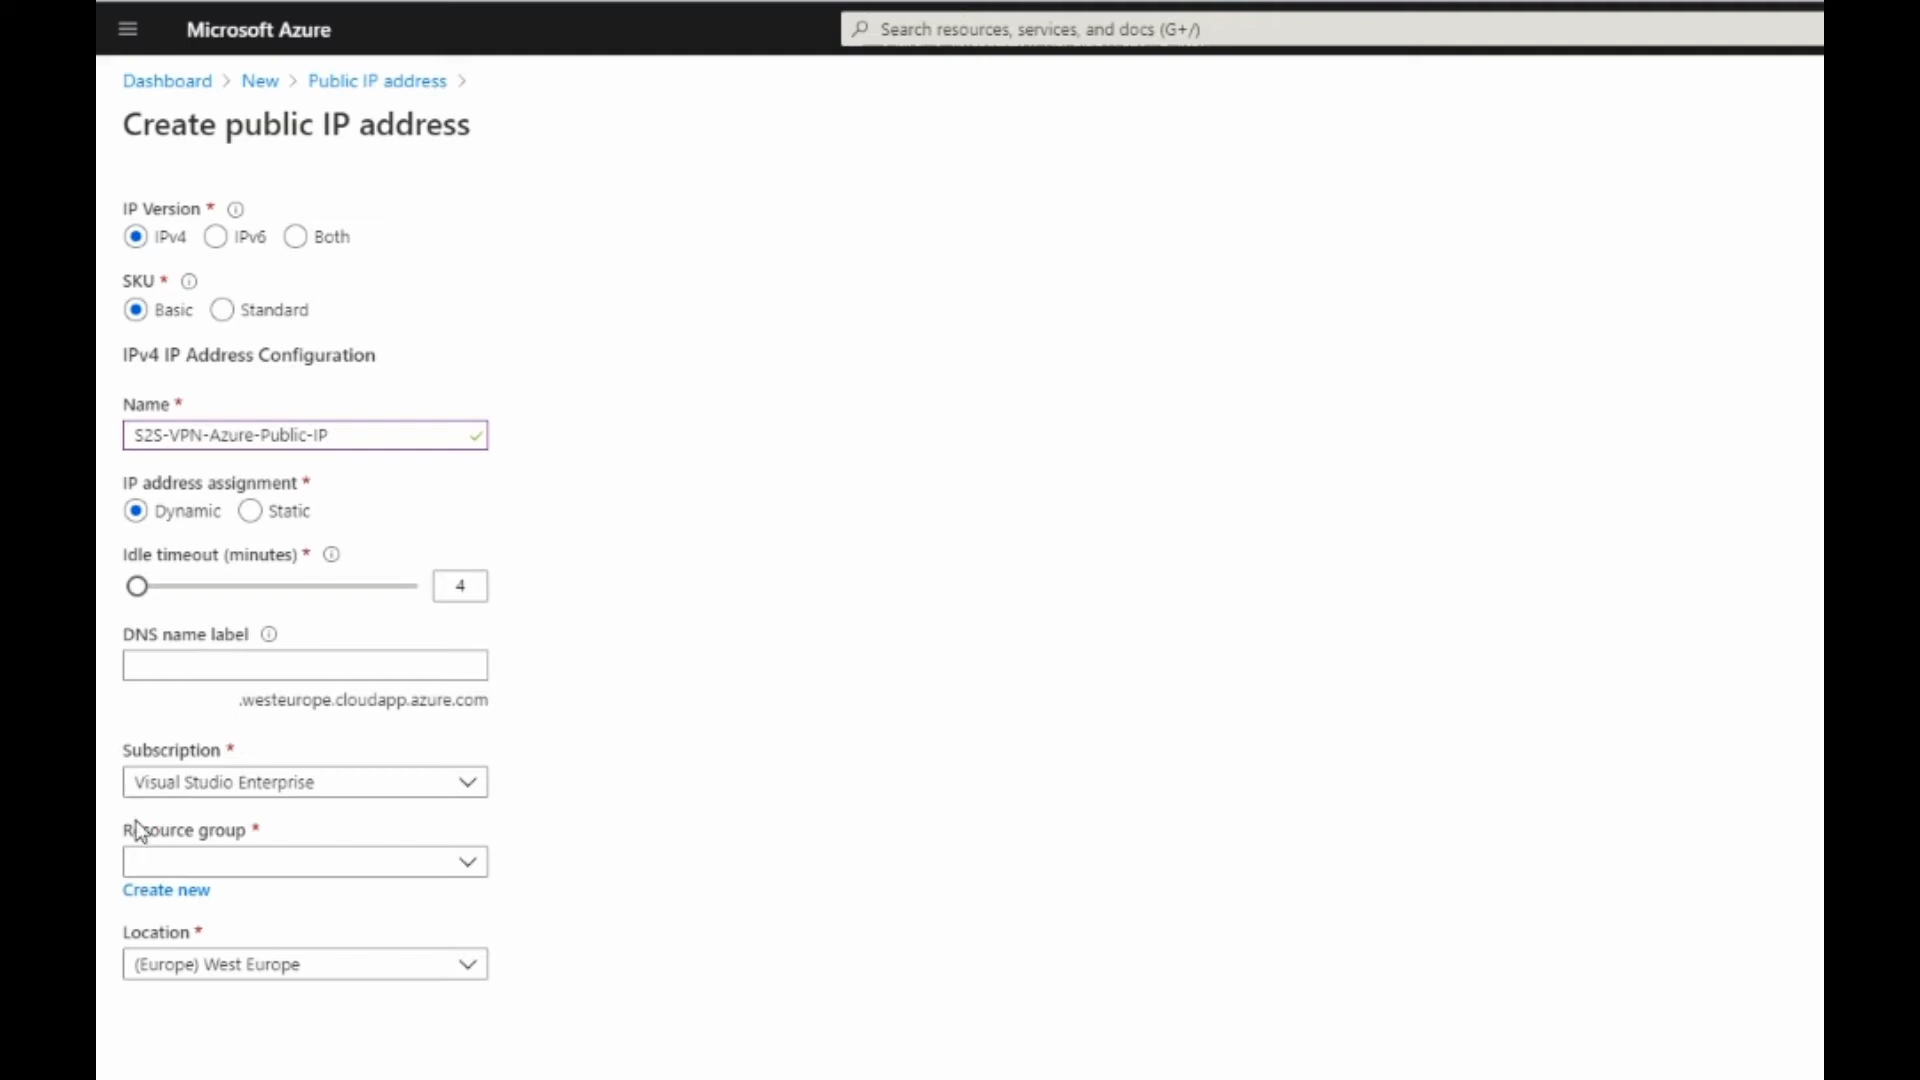 Microsoft Azure
Search resources, services, and docs (G+/)
Dashboard > New > Public IP address >
Create public IP address
IP Version *
IPv4 IPv6 Both
SKU *
Basic Standard
IPv4 IP Address Configuration
Name *
S2S-VPN-Azure-Public-IP
IP address assignment *
Dynamic Static
Idle timeout (minutes) *
4
DNS name label
.westeurope.cloudapp.azure.com
Subscription *
Visual Studio Enterprise
Resource group *
Create new
Location *
(Europe) West Europe